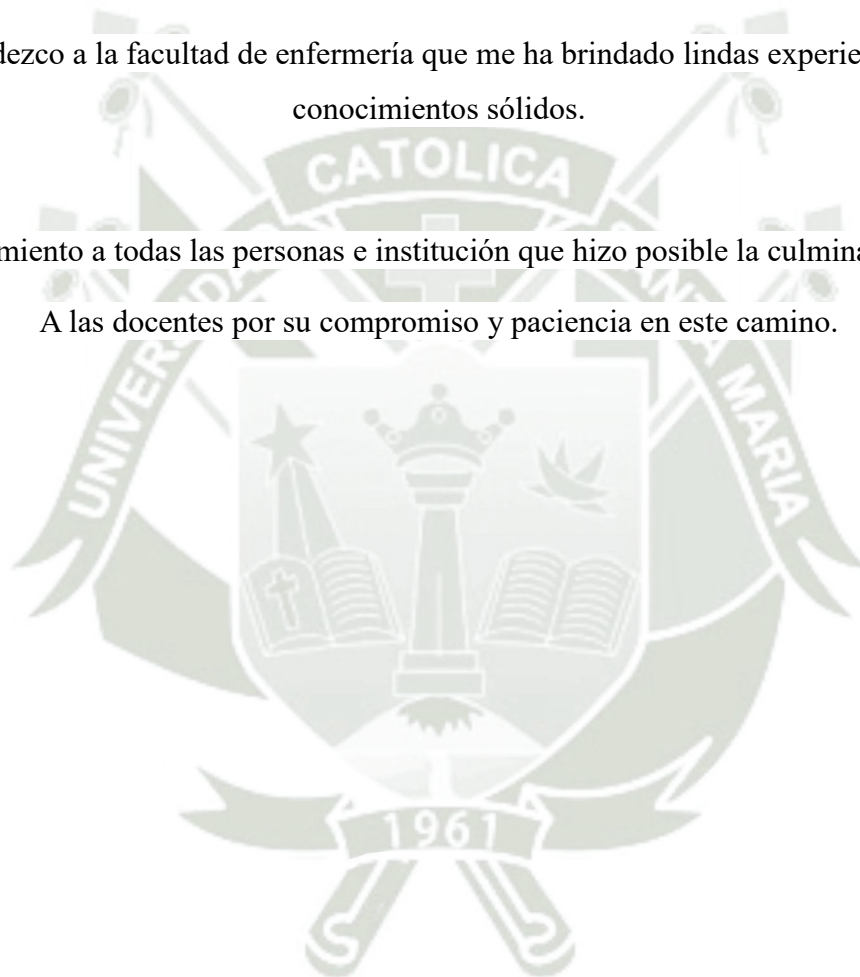 dezco a la facultad de enfermería que me ha brindado lindas experie
conocimientos sólidos.
CATOLICA
miento a todas las personas e institución que hizo posible la culmina
A las docentes por su compromiso y paciencia en este camino.
MARIA
1961